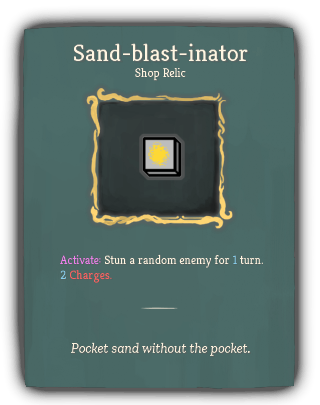 Sand-blast-inator
Shop Relic
Activate: Stun a random enemy for 1 turn.
2 Charges.
Pocket sand without the pocket.